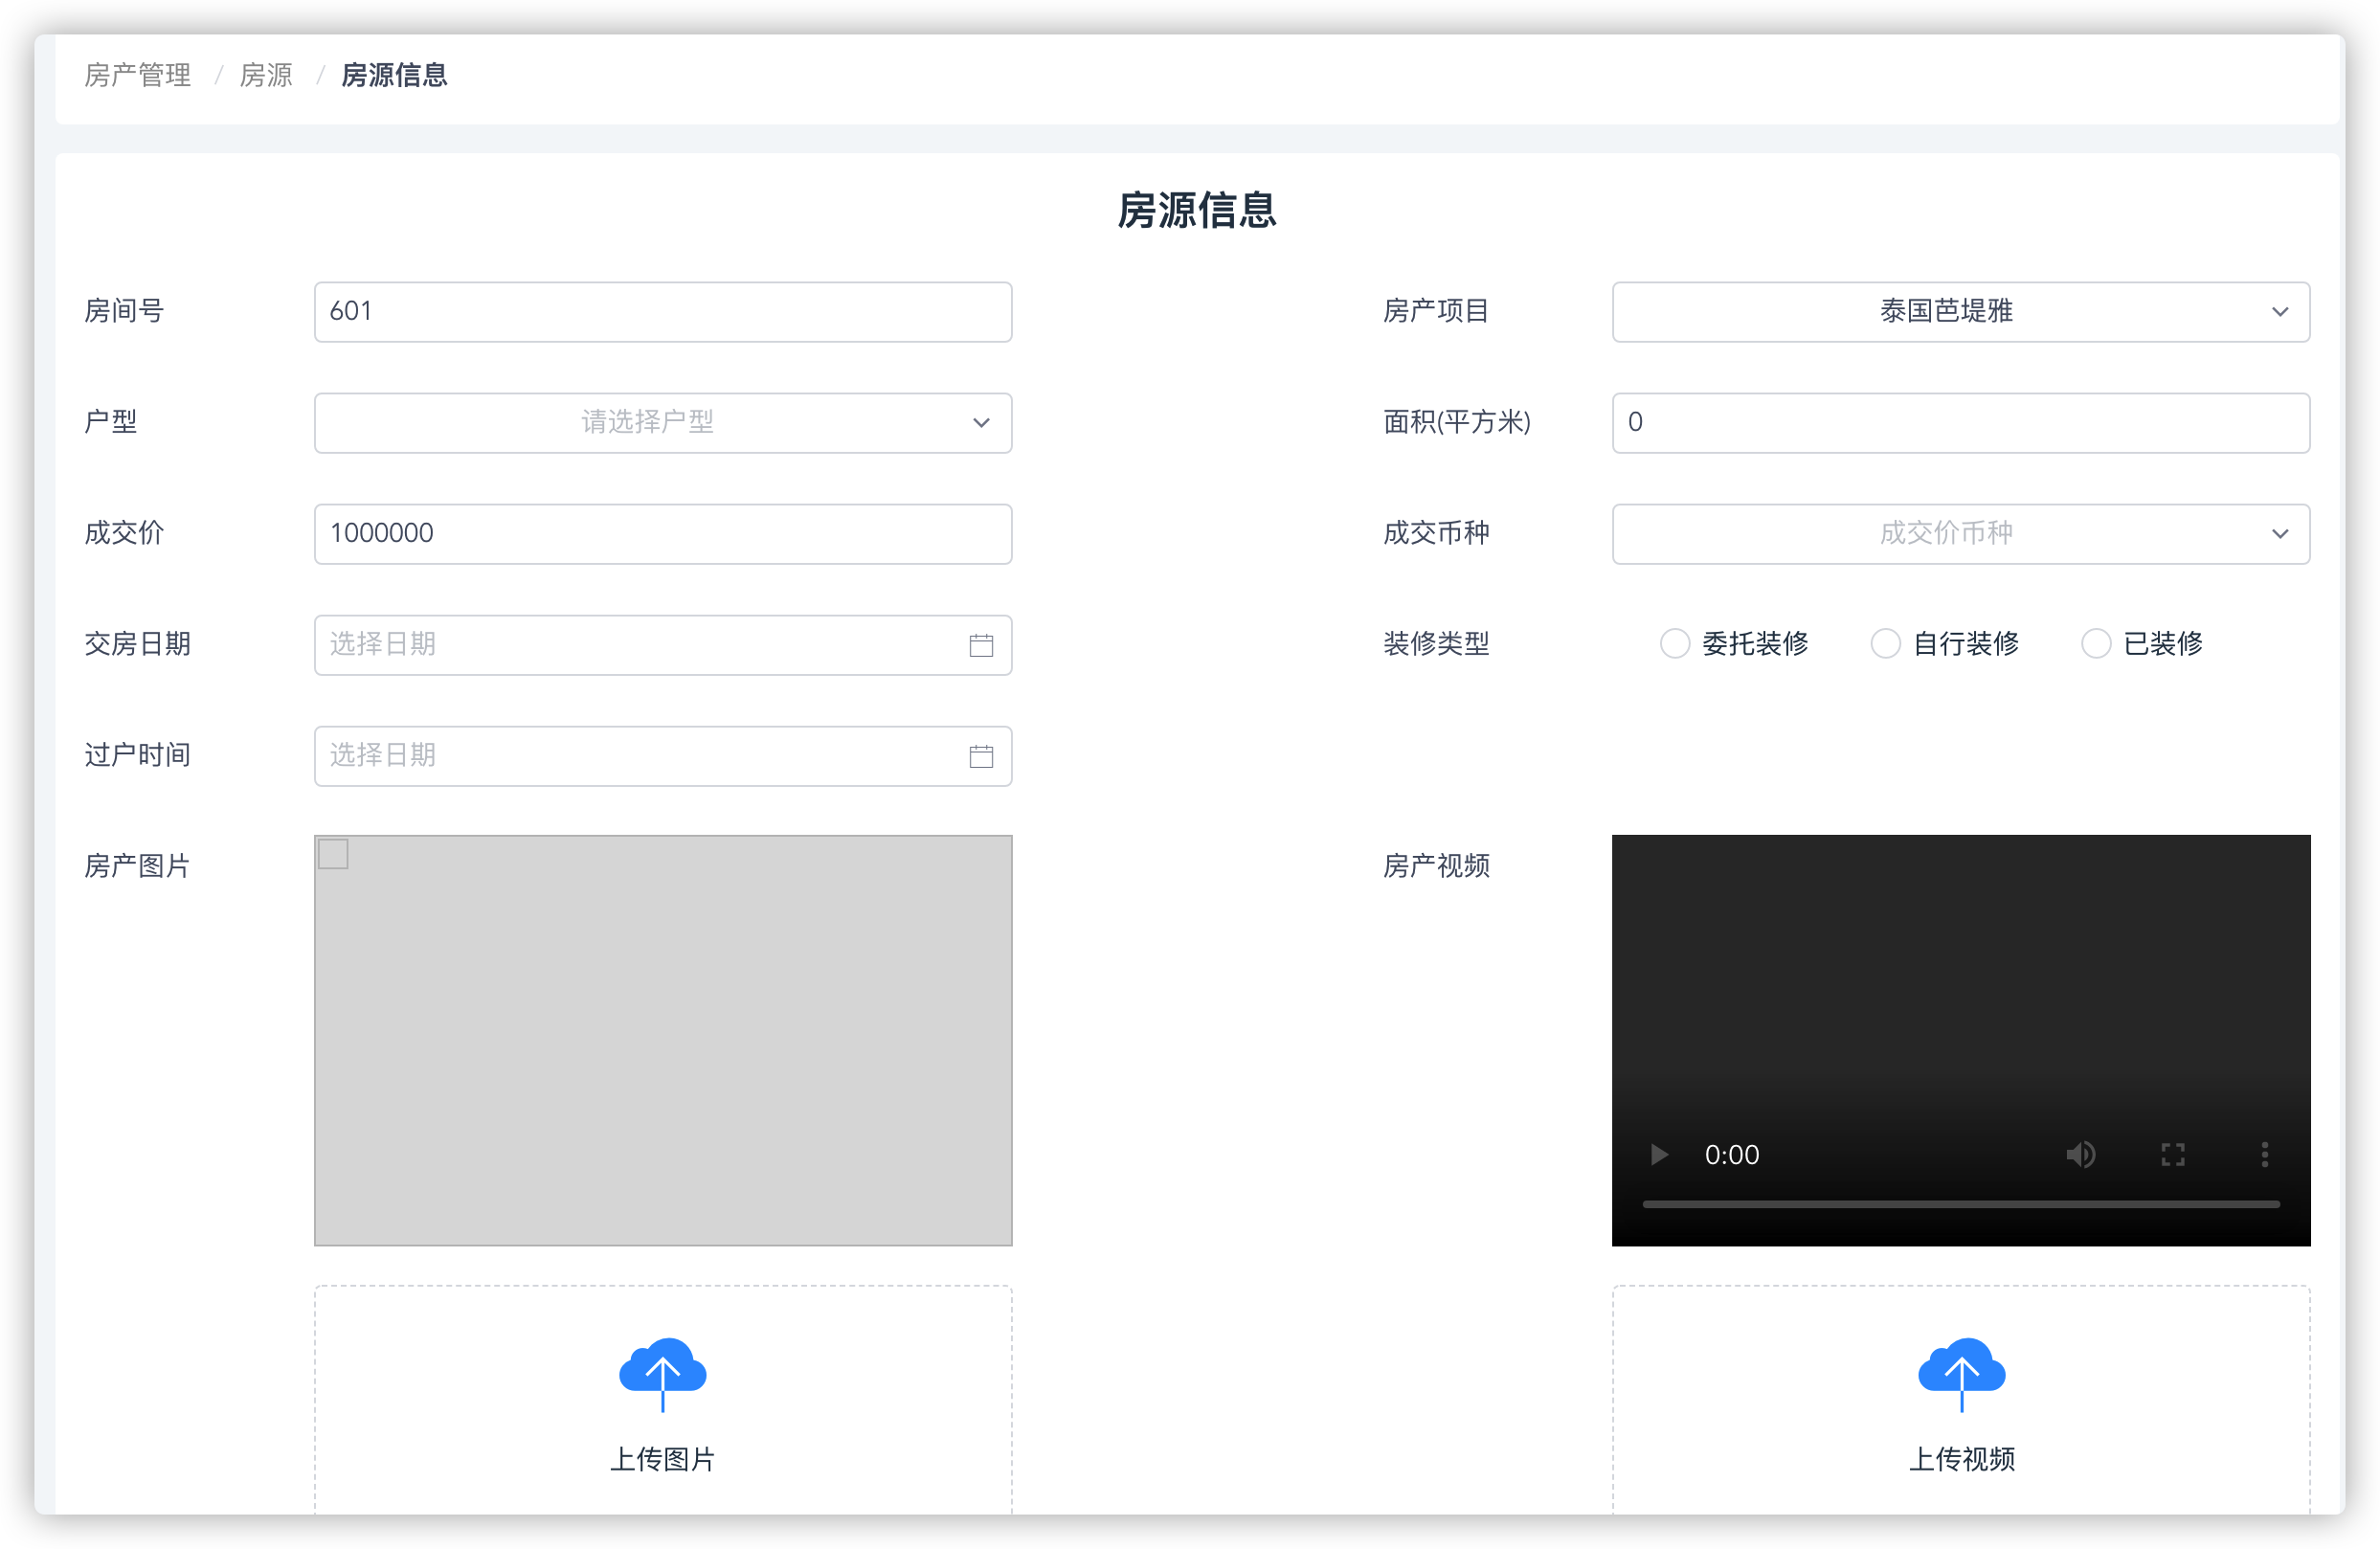 房产管理 / 房源 / 房源信息
房源信息
房间号 601 房产项目 泰国芭堤雅
户型 请选择户型 面积(平方米) 0
成交价 1000000 成交币种 成交价币种
交房日期 选择日期 装修类型 委托装修 自行装修 已装修
过户时间 选择日期
房产图片 房产视频
0:00
上传图片 上传视频